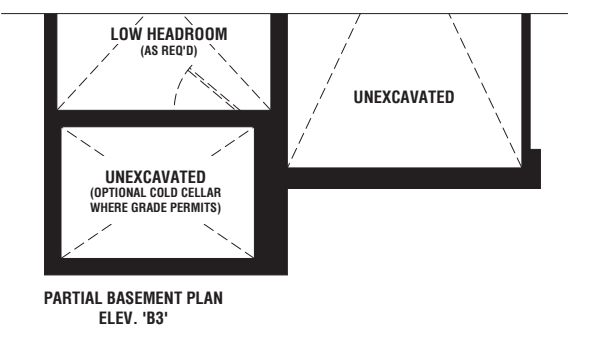 LOW HEADROOM
(AS REQ'D)
UNEXCAVATED
UNEXCAVATED
(OPTIONAL COLD CELLAR
WHERE GRADE PERMITS)
PARTIAL BASEMENT PLAN
ELEV. 'B3'